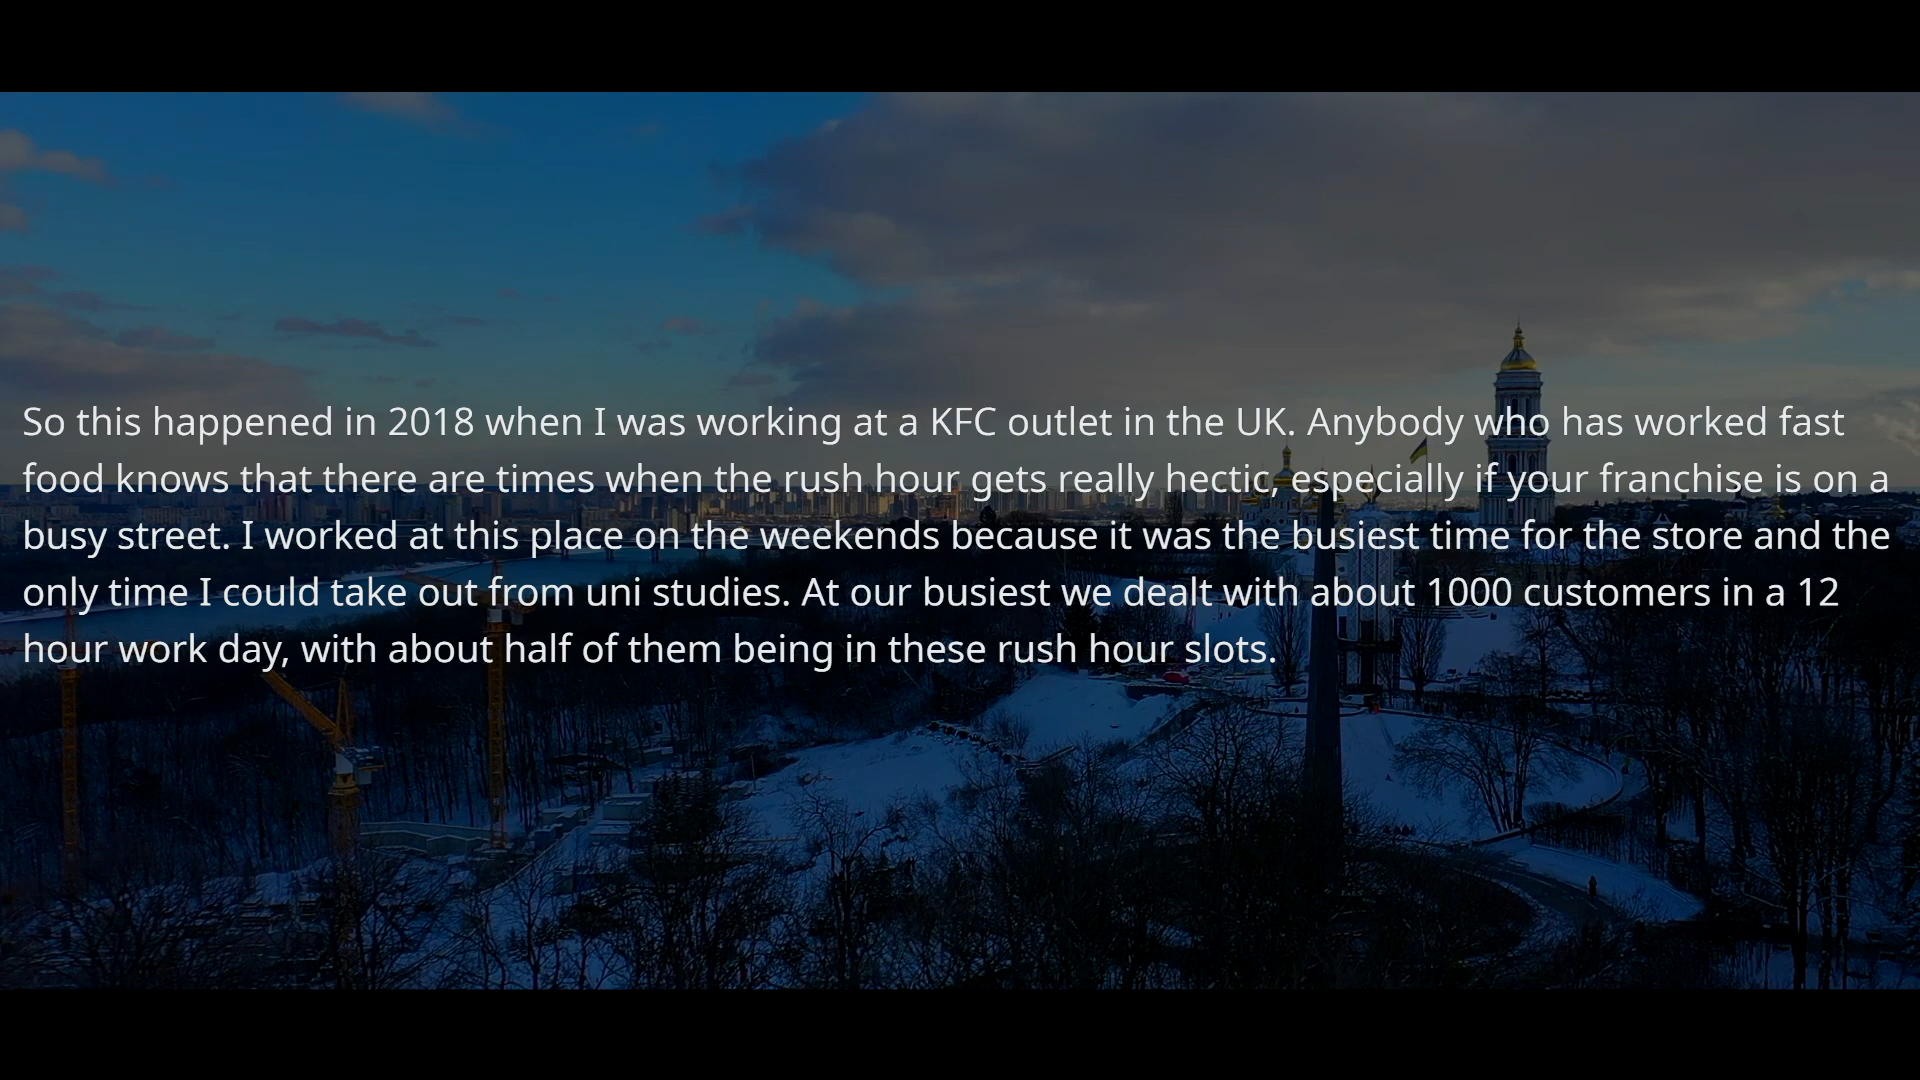 So this happened in 2018 when I was working at a KFC outlet in the UK. Anybody who has worked fast
food knows that there are times when the rush hour gets really hectic, especially if your franchise is on a
busy street. I worked at this place on the weekends because it was the busiest time for the store and the
only time I could take out from uni studies. At our busiest we dealt with about 1000 customers in a 12
hour work day, with about half of them being in these rush hour slots.